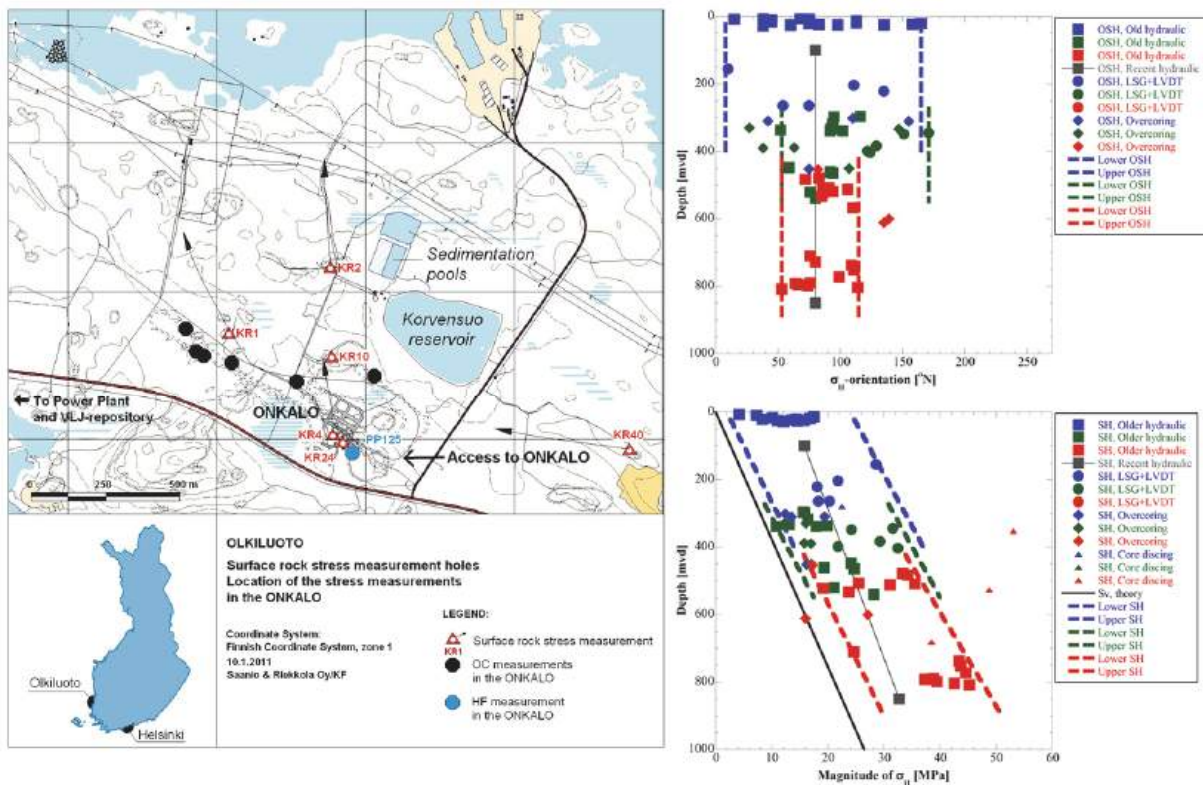 KR2
Sedimentation
pools
Korvensuo
reservoir
KR1
KR10
To Power Plant
and VLJ-repository
ONKALO
KR4
PP125
KR24
KR40
Access to ONKALO
0 250 500 m
OLKILUOTO
Surface rock stress measurement holes
Location of the stress measurements
in the ONKALO
Coordinate System:
Finnish Coordinate System, zone 1
10.1.2011
Saanio & Riekkola Oy/KF
LEGEND:
KR1
Surface rock stress measurement
OC measurements
in the ONKALO
HF measurement
in the ONKALO
Olkiluoto
Helsinki
0
200
400
600
800
1000
Depth [mvd]
0 50 100 150 200 250
σH-orientation [°N]
OSH, Old hydraulic
OSH, Old hydraulic
OSH, Old hydraulic
OSH, Recent hydraulic
OSH, LSG+LVDT
OSH, LSG+LVDT
OSH, LSG+LVDT
OSH, Overcoring
OSH, Overcoring
OSH, Overcoring
Lower OSH
Upper OSH
Lower OSH
Upper OSH
Lower OSH
Upper OSH
0
200
400
600
800
1000
Depth [mvd]
0 10 20 30 40 50 60
Magnitude of σH [MPa]
SH, Older hydraulic
SH, Older hydraulic
SH, Older hydraulic
SH, Recent hydraulic
SH, LSG+LVDT
SH, LSG+LVDT
SH, LSG+LVDT
SH, Overcoring
SH, Overcoring
SH, Overcoring
SH, Core discing
SH, Core discing
SH, Core discing
Sv, theory
Lower SH
Upper SH
Lower SH
Upper SH
Lower SH
Upper SH